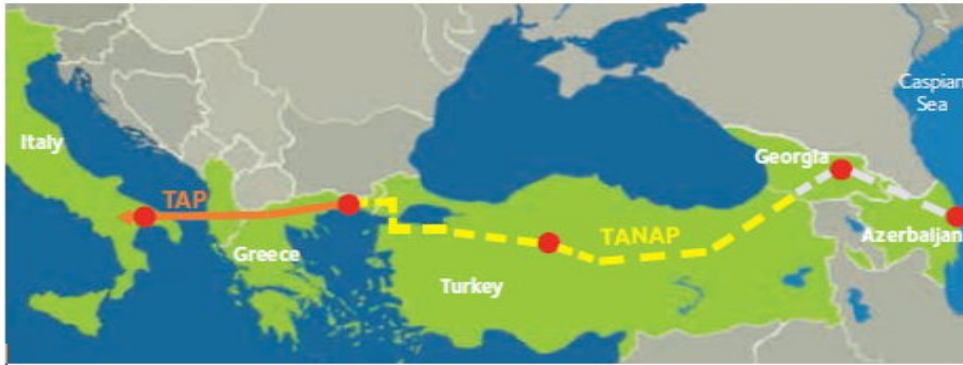 Caspian
Sea
Italy
Georgia
TAP
Azerbaijan
TANAP
Greece
Turkey